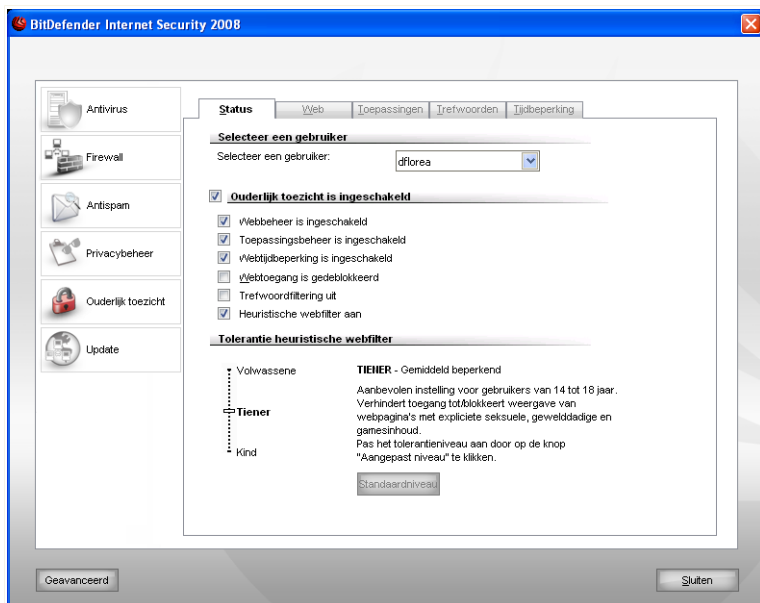 BitDefender Internet Security 2008
Antivirus
Firewall
Antispam
Privacybeheer
Ouderlijk toezicht
Update
Status
Web
Toepassingen
Trefwoorden
Tijdbeperking
Selecteer een gebruiker
Selecteer een gebruiker:
dflorea
Ouderlijk toezicht is ingeschakeld
Webbeheer is ingeschakeld
Toepassingsbeheer is ingeschakeld
Webtijdbeperking is ingeschakeld
Webtoegang is gedeblokkeerd
Trefwoordfiltering uit
Heuristische webfilter aan
Tolerantie heuristische webfilter
Volwassene
Tiener
Kind
TIENER - Gemiddeld beperkend
Aanbevolen instelling voor gebruikers van 14 tot 18 jaar.
Verhindert toegang tot/blokkeert weergave van
webpagina's met expliciete seksuele, gewelddadige en
gamesinhoud.
Pas het tolerantieniveau aan door op de knop
"Aangepast niveau" te klikken.
Standaardniveau
Geavanceerd
Sluiten